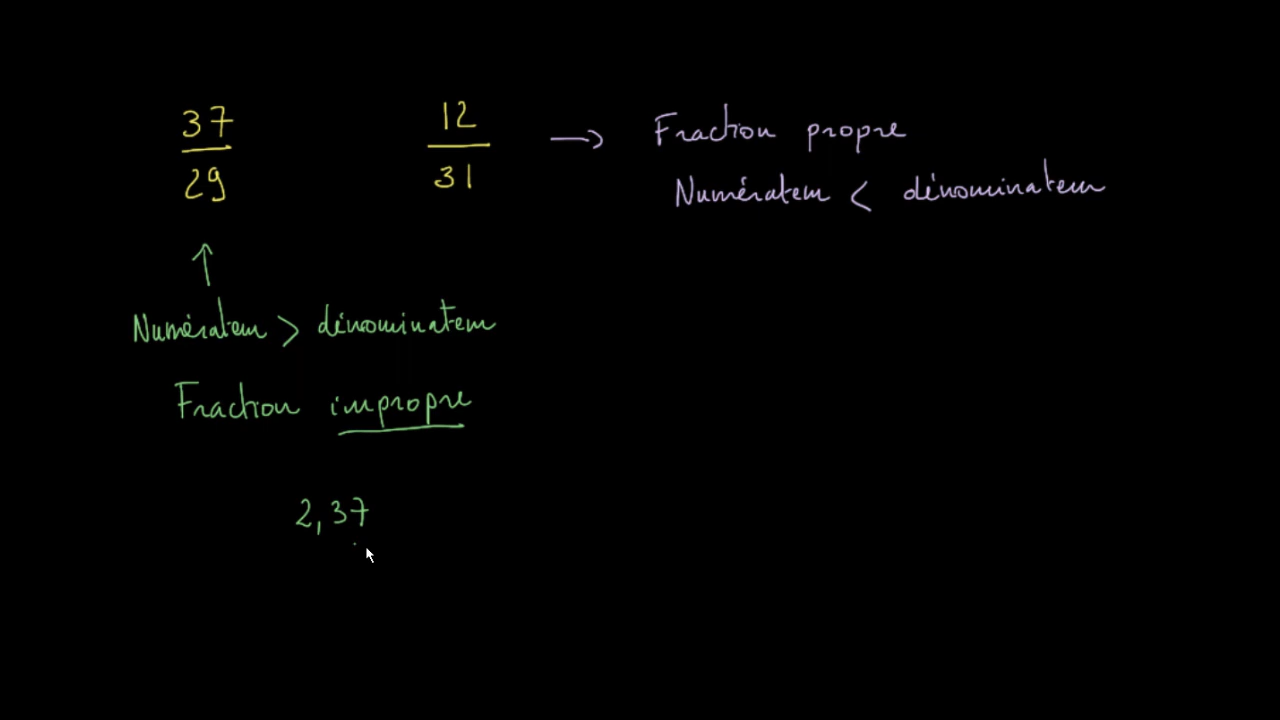 37
29
12
31
→ Fraction propre
Numérateur < dénominateur
↑
Numérateur > dénominateur
Fraction impropre
2,37